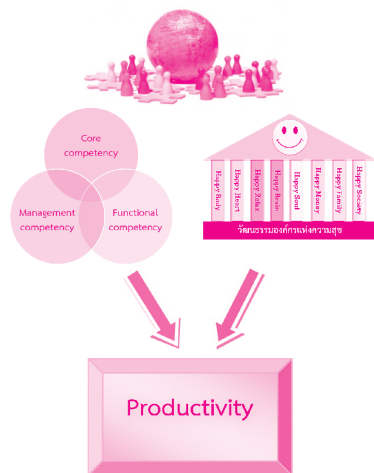 Core
competency
Management
competency
Functional
competency
Happy Body
Happy Heart
Happy Relax
Happy Brain
Happy Soul
Happy Money
Happy Family
Happy Society
วัฒนธรรมองค์กรแห่งความสุข
Productivity